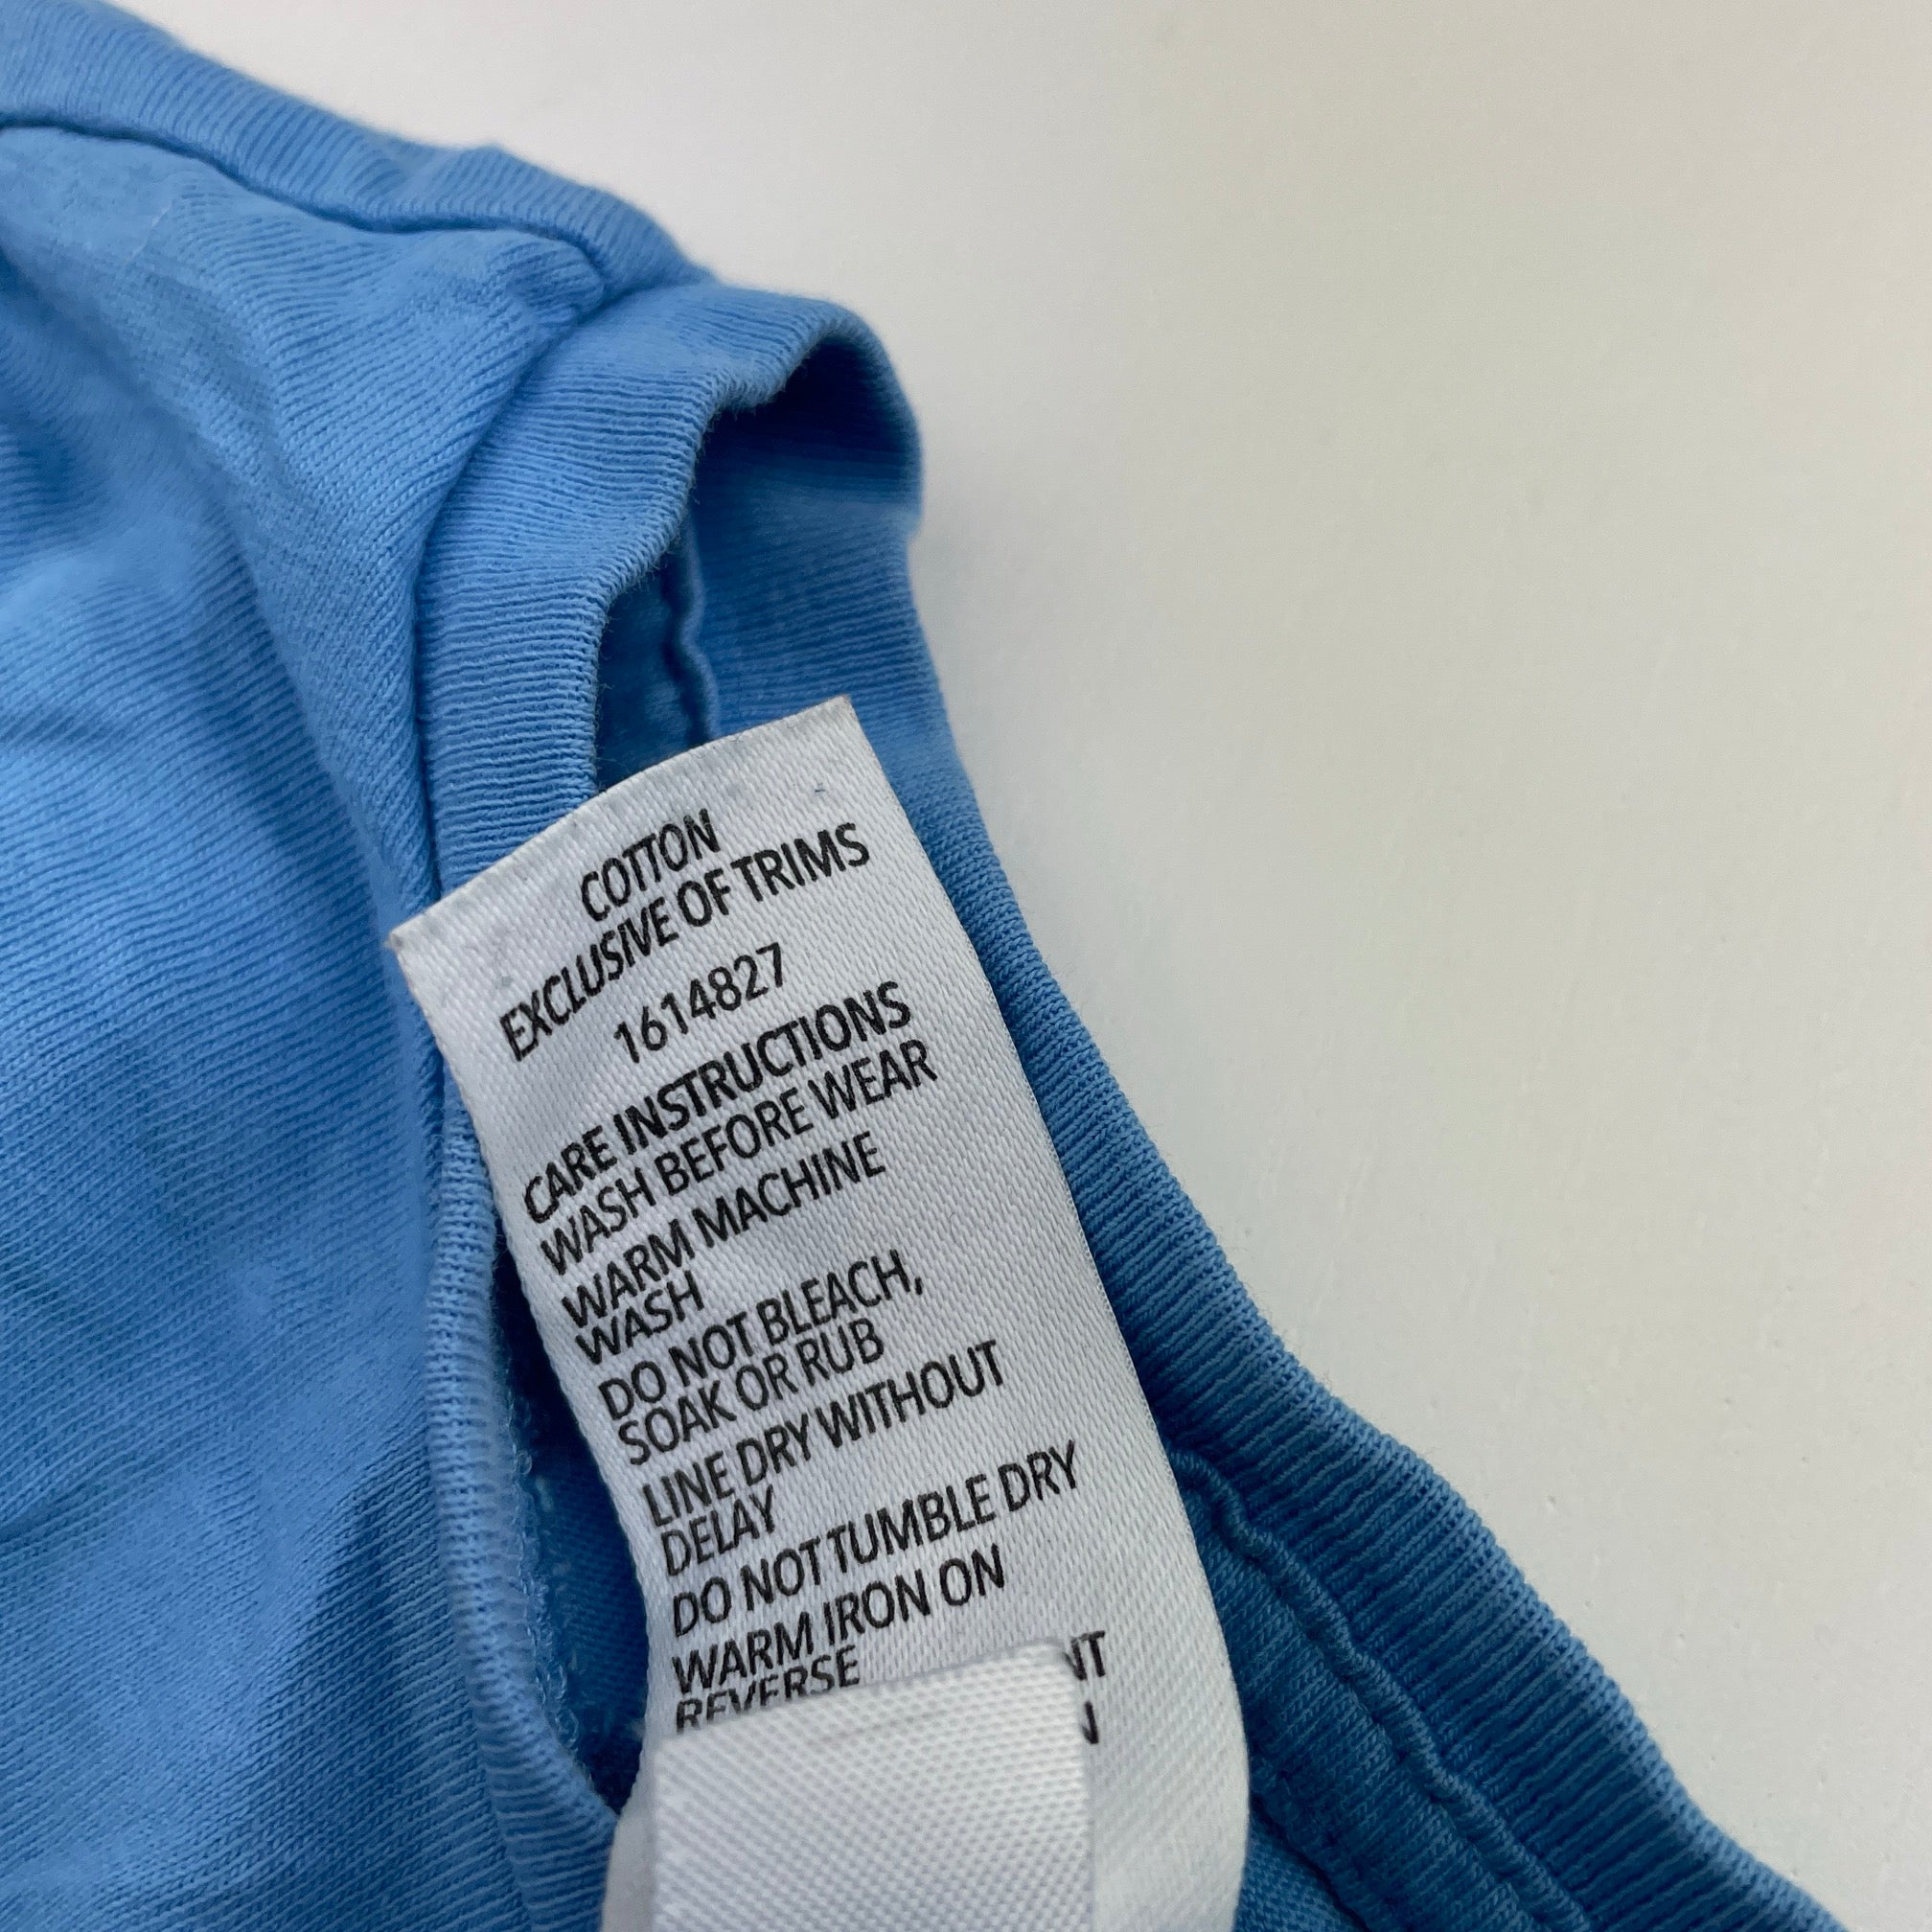 COTTON
EXCLUSIVE OF TRIMS
1614827
CARE INSTRUCTIONS
WASH BEFORE WEAR
WARM MACHINE
WASH
DO NOT BLEACH,
SOAK OR RUB
LINE DRY WITHOUT
DELAY
DO NOT TUMBLE DRY
WARM IRON ON
REVERSE